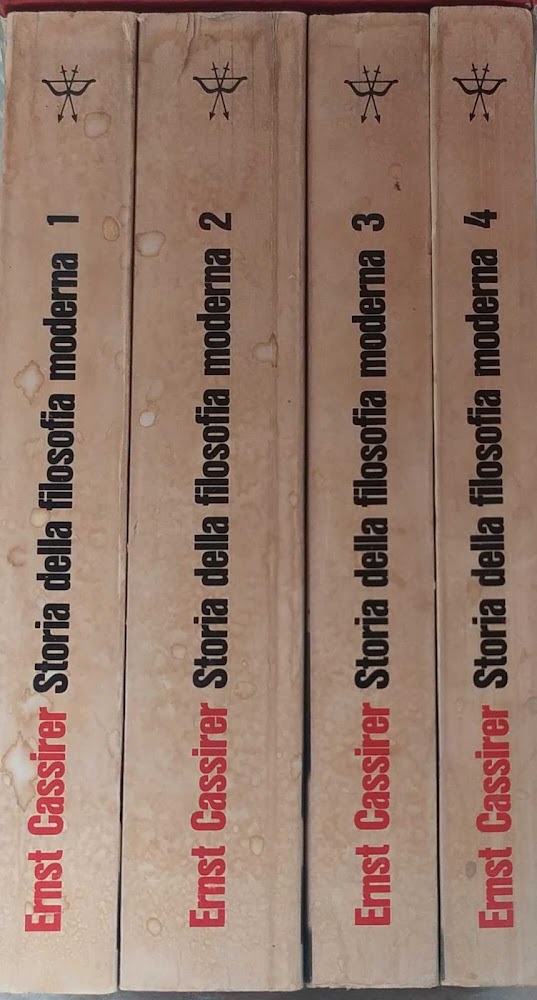 Ernst Cassirer Storia della filosofia moderna 1
Ernst Cassirer Storia della filosofia moderna 2
Ernst Cassirer Storia della filosofia moderna 3
Ernst Cassirer Storia della filosofia moderna 4